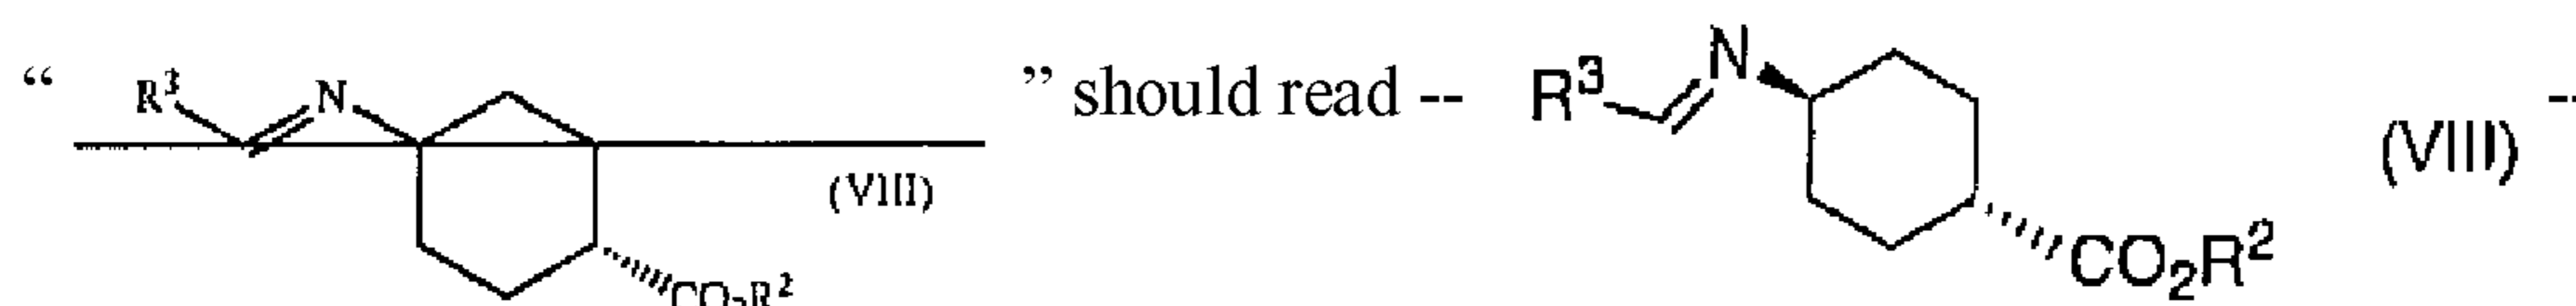 “ R³ N (VIII) CO₂R² ” should read -- R³ N CO₂R² (VIII) --